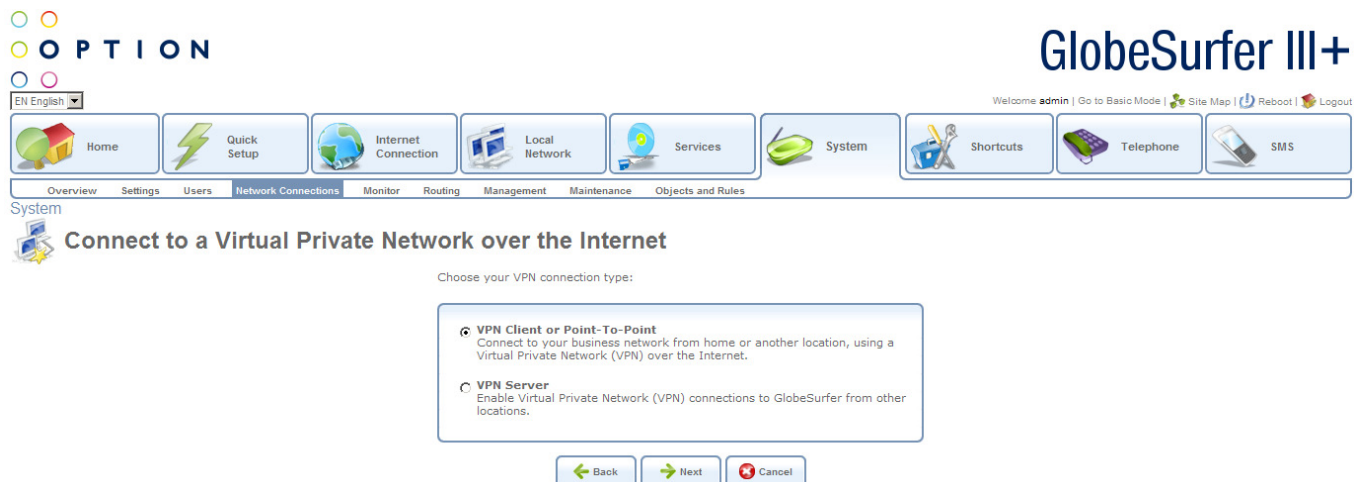 OPTION
GlobeSurfer III+
EN English
Welcome admin | Go to Basic Mode | Site Map | Reboot | Logout
Home
Quick Setup
Internet Connection
Local Network
Services
System
Shortcuts
Telephone
SMS
Overview Settings Users Network Connections Monitor Routing Management Maintenance Objects and Rules
System
Connect to a Virtual Private Network over the Internet
Choose your VPN connection type:
VPN Client or Point-To-Point
Connect to your business network from home or another location, using a
Virtual Private Network (VPN) over the Internet.
VPN Server
Enable Virtual Private Network (VPN) connections to GlobeSurfer from other
locations.
Back Next Cancel